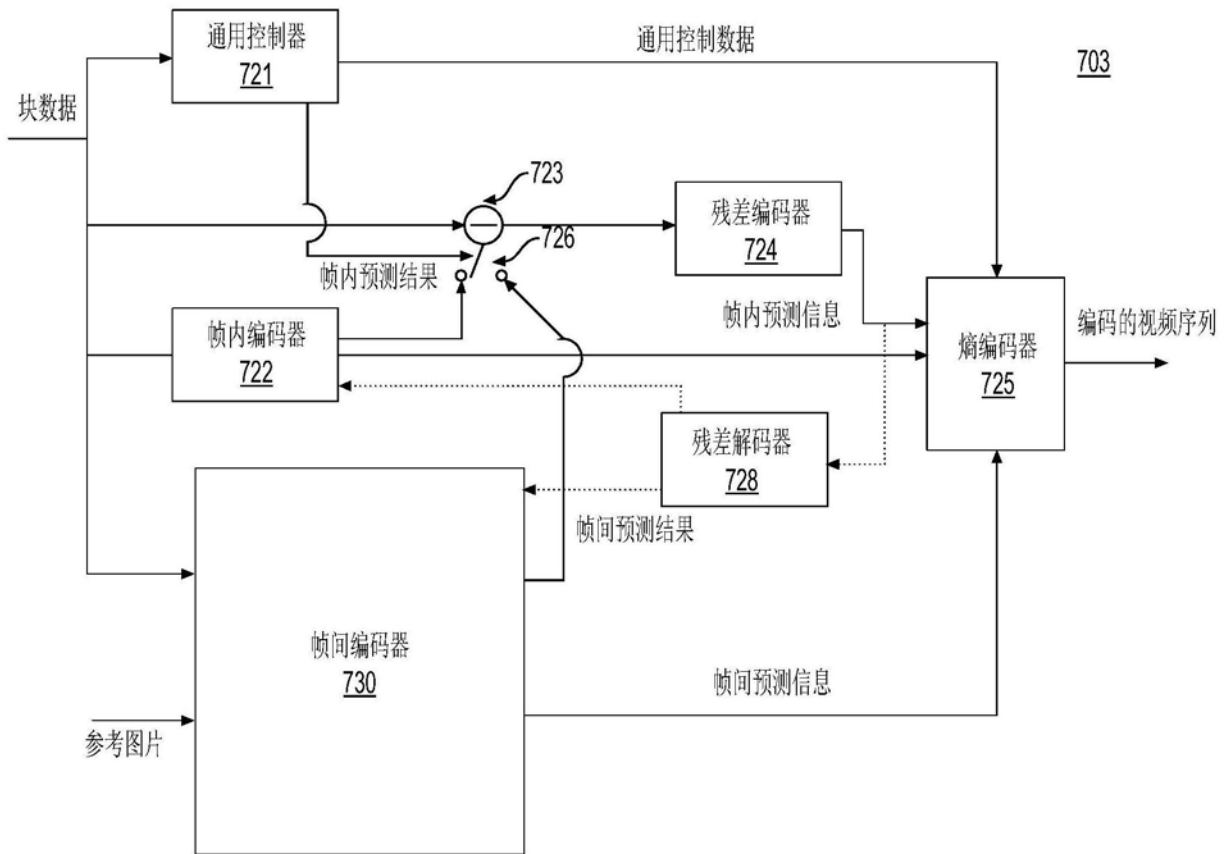 通用控制器
721
通用控制数据
703
块数据
723
726
残差编码器
724
帧内预测结果
帧内预测信息
帧内编码器
722
熵编码器
725
编码的视频序列
残差解码器
728
帧间预测结果
帧间编码器
730
帧间预测信息
参考图片